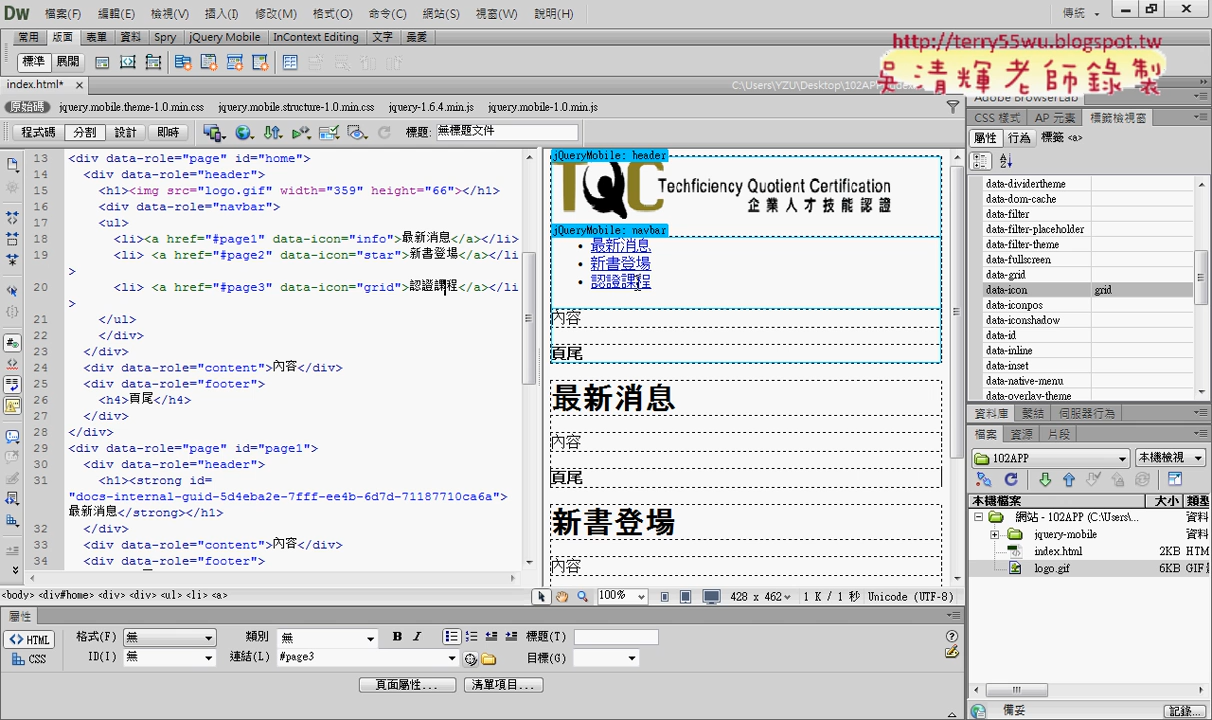 Dw 檔案(F) 編輯(E) 檢視(V) 插入(I) 修改(M) 格式(O) 命令(C) 網站(S) 視窗(W) 說明(H) 傳統
常用 版面 表單 資料 Spry jQuery Mobile InContext Editing 文字 我的最愛
http://terry55wu.blogspot.tw
吳清輝老師錄製
標準 展開
index.html* C:\Users\YZU\Desktop\102APP
Adobe BrowserLab
原始碼 jquery.mobile.theme-1.0.min.css jquery.mobile.structure-1.0.min.css jquery-1.6.4.min.js jquery.mobile-1.0.min.js
CSS 樣式 AP 元素 標籤檢視窗
程式碼 分割 設計 即時 標題: 無標題文件
屬性 行為 標籤 <a>
13 <div data-role="page" id="home">
14 <div data-role="header">
15 <h1><img src="logo.gif" width="359" height="66"></h1>
16 <div data-role="navbar">
17 <ul>
18 <li><a href="#page1" data-icon="info">最新消息</a></li>
19 <li> <a href="#page2" data-icon="star">新書登場</a></li
>
20 <li> <a href="#page3" data-icon="grid">認證課程</a></li
>
21 </ul>
22 </div>
23 </div>
24 <div data-role="content">內容</div>
25 <div data-role="footer">
26 <h4>頁尾</h4>
27 </div>
28 </div>
29 <div data-role="page" id="page1">
30 <div data-role="header">
31 <h1><strong id=
"docs-internal-guid-5d4eba2e-7fff-ee4b-6d7d-71187710ca6a">
最新消息</strong></h1>
32 </div>
33 <div data-role="content">內容</div>
34 <div data-role="footer">
jQueryMobile: header
TQC Techficiency Quotient Certification
企業人才技能認證
jQueryMobile: navbar
• 最新消息
• 新書登場
• 認證課程
內容
頁尾
最新消息
內容
頁尾
新書登場
內容
data-dividertheme
data-dom-cache
data-filter
data-filter-placeholder
data-filter-theme
data-fullscreen
data-grid
data-icon grid
data-iconpos
data-iconshadow
data-id
data-inline
data-inset
data-native-menu
data-overlay-theme
資料庫 繫結 伺服器行為
檔案 資源 片段
102APP 本機檢視
本機檔案 大小 類型
網站 - 102APP (C:\Users\... 資料
jquery-mobile 資料
index.html 2KB HTM
logo.gif 6KB GIF
備妥 記錄...
<body> <div#home> <div> <div> <ul> <li> <a> 100% 428 x 462 1 K / 1 秒 Unicode (UTF-8)
屬性
<> HTML 格式(F) 無 類別 無 B I 標題(T)
CSS ID(I) 無 連結(L) #page3 目標(G)
頁面屬性... 清單項目...